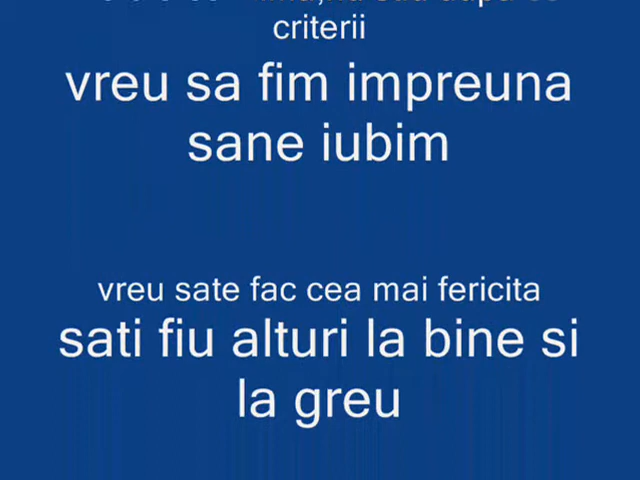 criterii
vreu sa fim impreuna
sane iubim
vreu sate fac cea mai fericita
sati fiu alturi la bine si
la greu